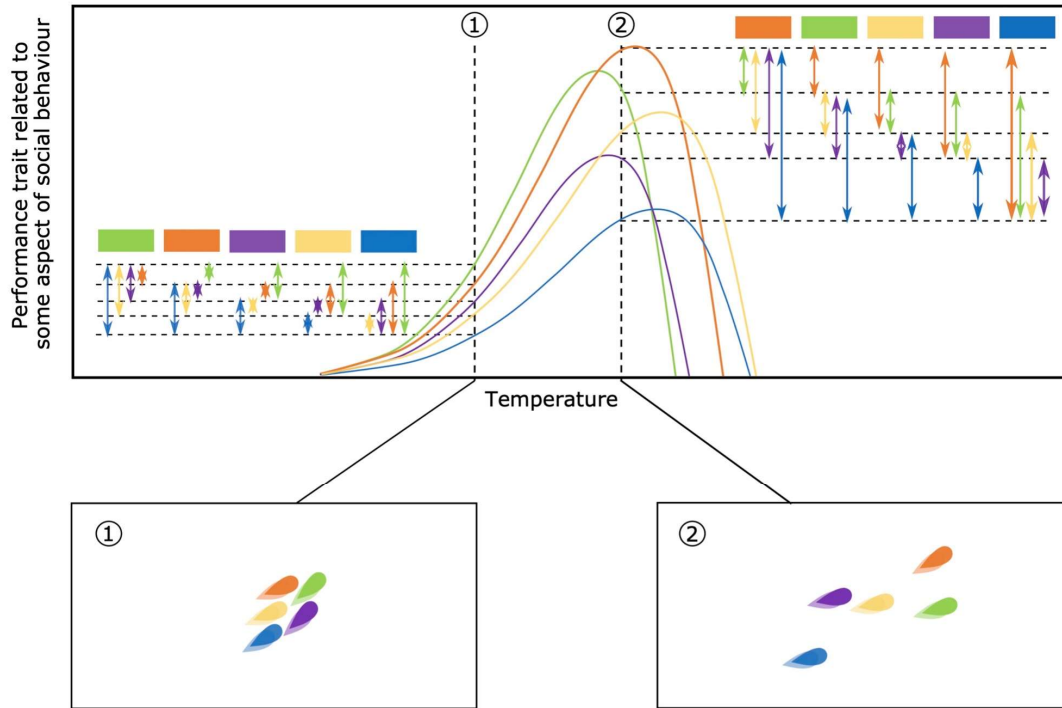 Performance trait related to
some aspect of social behaviour
① ②
Temperature
① ②